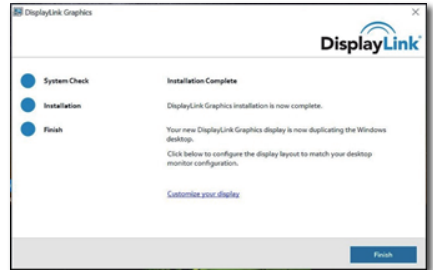 DisplayLink Graphics
DisplayLink
System Check
Installation Complete
Installation
DisplayLink Graphics installation is now complete.
Finish
Your new DisplayLink Graphics display is now duplicating the Windows
desktop.
Click below to configure the display layout to match your desktop
monitor configuration.
Customize your display
Finish